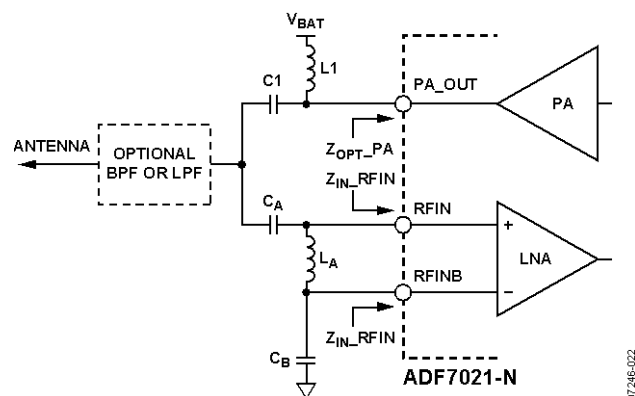 VBAT
L1
C1
PA_OUT
PA
ZOPT_PA
ANTENNA
OPTIONAL
BPF OR LPF
ZIN_RFIN
CA
RFIN
+
LA
LNA
RFINB
−
ZIN_RFIN
CB
ADF7021-N
07246-022